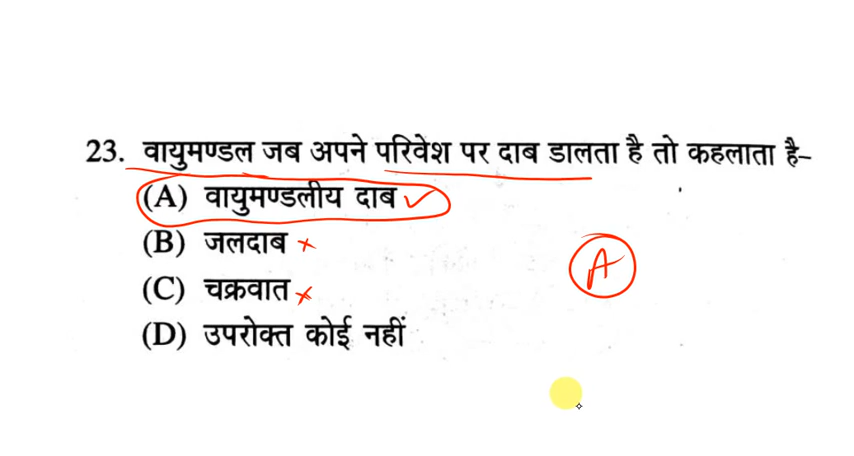 23. वायुमण्डल जब अपने परिवेश पर दाब डालता है तो कहलाता है–
(A) वायुमण्डलीय दाब ✓
(B) जलदाब ×
(C) चक्रवात ×
A
(D) उपरोक्त कोई नहीं